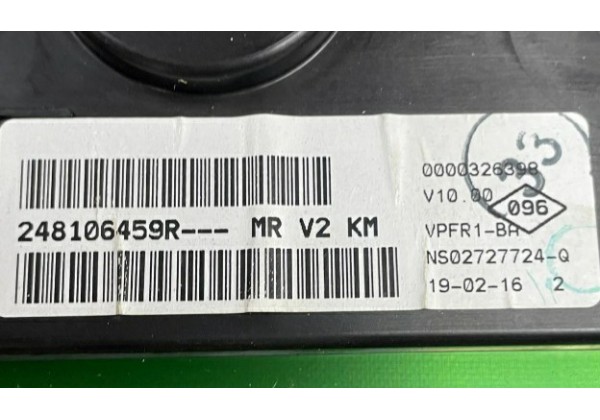 0000326398
V10.00
096
248106459R--- MR V2 KM
VPFR1-BA
NS02727724-Q
19-02-16 2